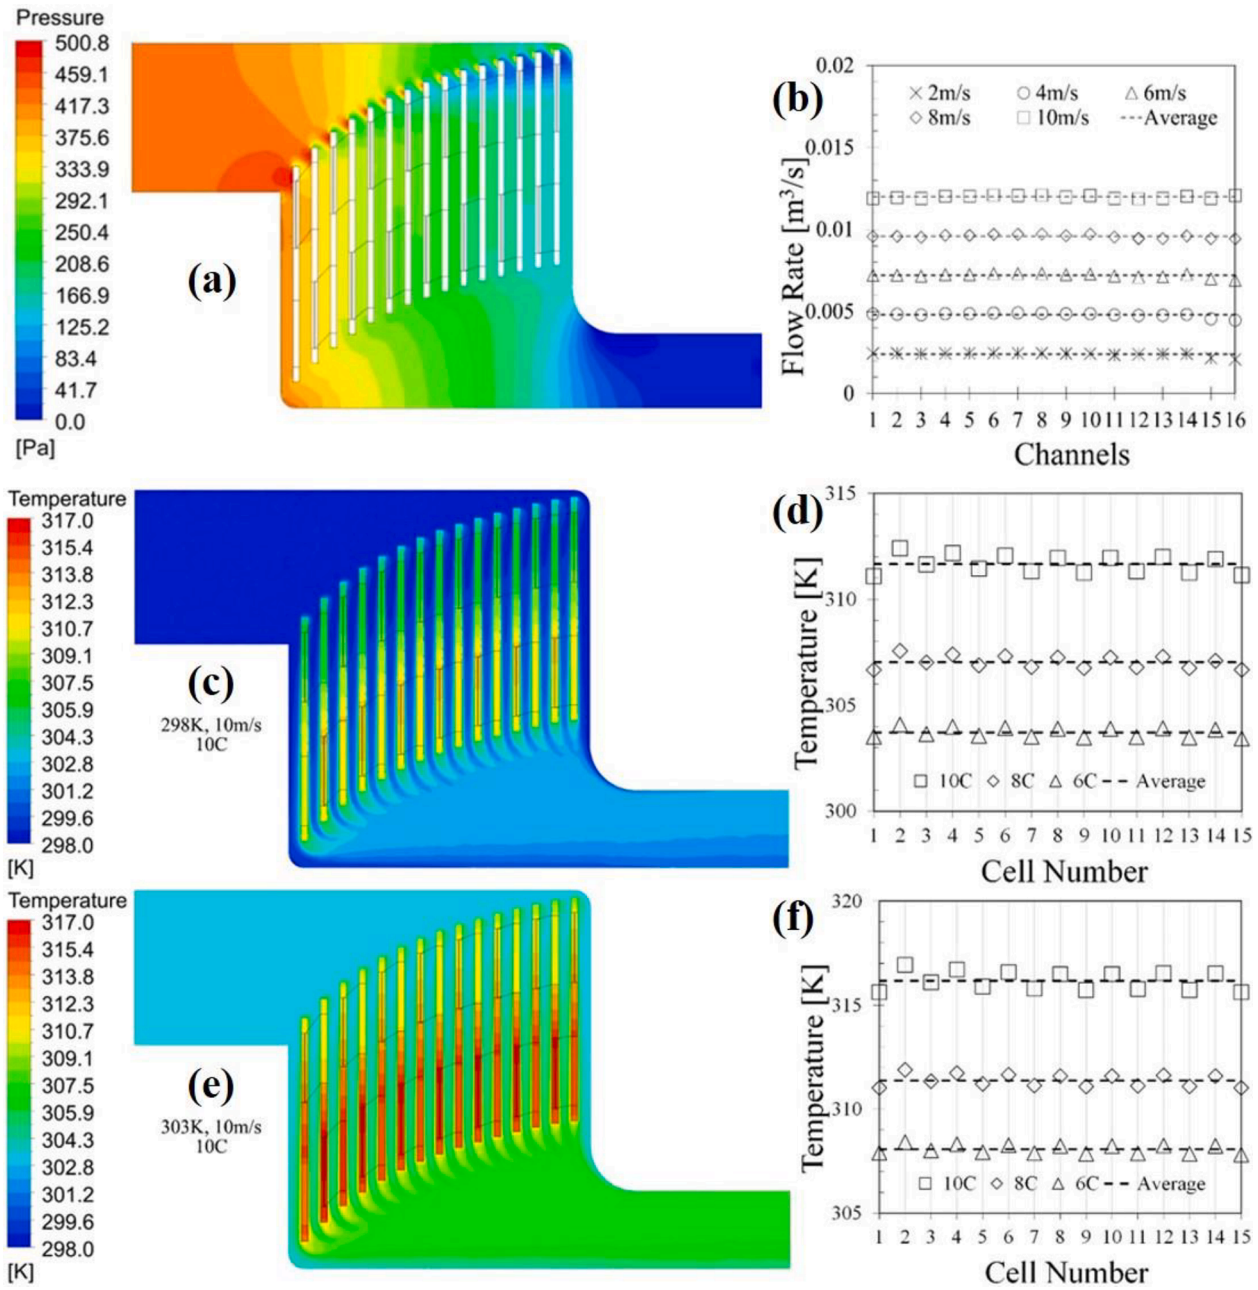 Pressure
500.8
459.1
417.3
375.6
333.9
292.1
250.4
208.6
166.9
125.2
83.4
41.7
0.0
[Pa]
(a)
(b)
Flow Rate [m³/s]
0.02
0.015
0.01
0.005
0
×2m/s ○4m/s △6m/s
◇8m/s □10m/s ----Average
1 2 3 4 5 6 7 8 9 10 11 12 13 14 15 16
Channels
Temperature
317.0
315.4
313.8
312.3
310.7
309.1
307.5
305.9
304.3
302.8
301.2
299.6
298.0
[K]
(c)
298K, 10m/s
10C
(d)
Temperature [K]
315
310
305
300
□ 10C ◇ 8C △ 6C – – Average
1 2 3 4 5 6 7 8 9 10 11 12 13 14 15
Cell Number
Temperature
317.0
315.4
313.8
312.3
310.7
309.1
307.5
305.9
304.3
302.8
301.2
299.6
298.0
[K]
(e)
303K, 10m/s
10C
(f)
Temperature [K]
320
315
310
305
□ 10C ◇ 8C △ 6C – – Average
1 2 3 4 5 6 7 8 9 10 11 12 13 14 15
Cell Number